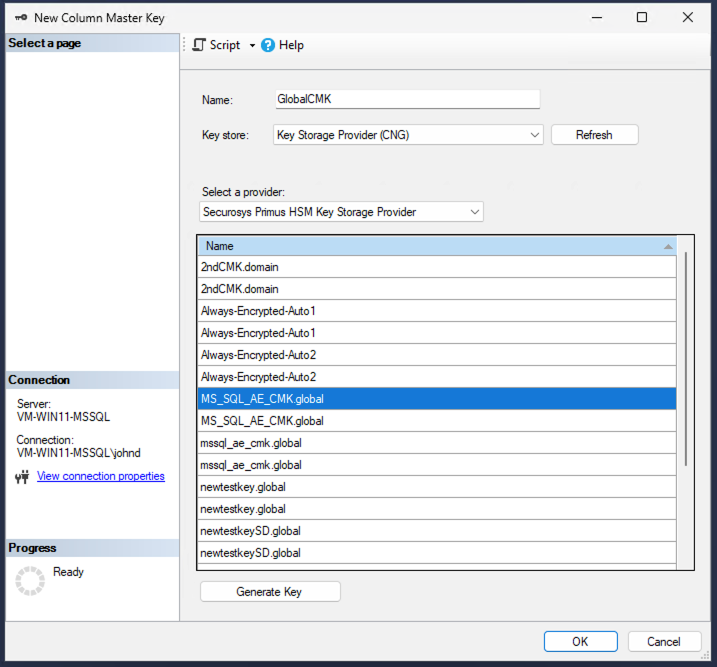 New Column Master Key
Select a page
Script
Help
Name:
GlobalCMK
Key store:
Key Storage Provider (CNG)
Refresh
Select a provider:
Securosys Primus HSM Key Storage Provider
Name
2ndCMK.domain
2ndCMK.domain
Always-Encrypted-Auto1
Always-Encrypted-Auto1
Always-Encrypted-Auto2
Always-Encrypted-Auto2
MS_SQL_AE_CMK.global
MS_SQL_AE_CMK.global
mssql_ae_cmk.global
mssql_ae_cmk.global
newtestkey.global
newtestkey.global
newtestkeySD.global
newtestkeySD.global
Generate Key
Connection
Server:
VM-WIN11-MSSQL
Connection:
VM-WIN11-MSSQL\johnd
View connection properties
Progress
Ready
OK
Cancel